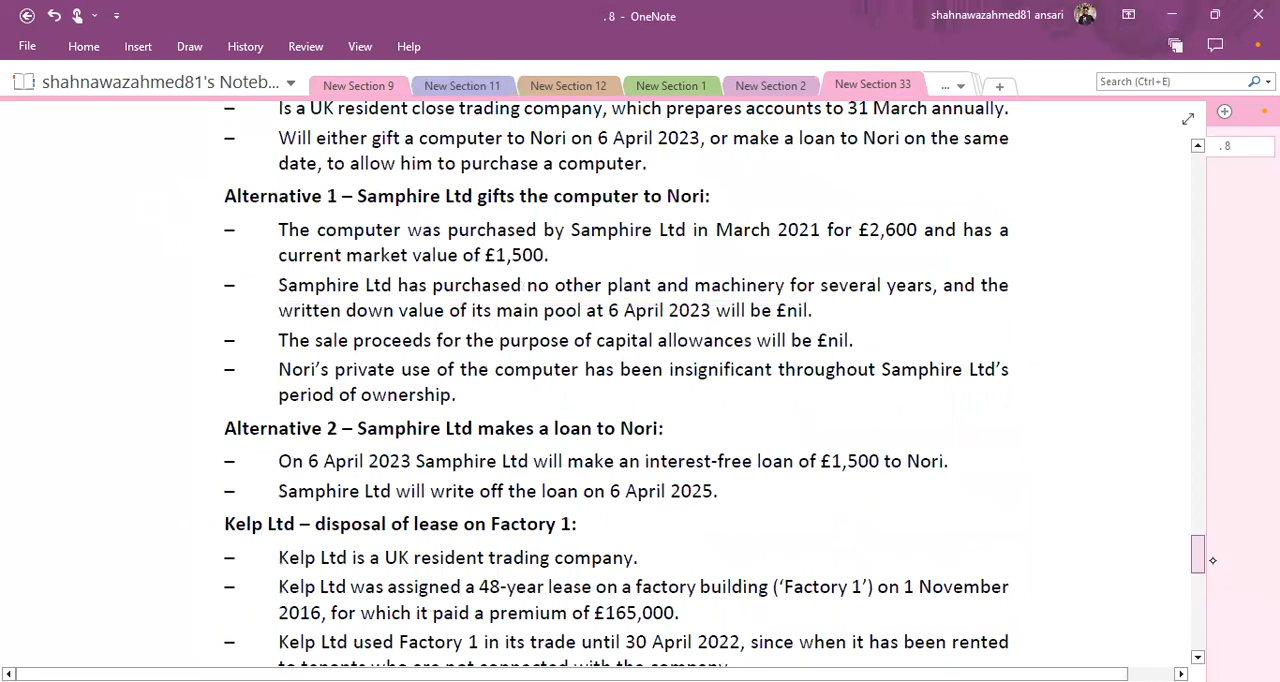 . 8 - OneNote
shahnawazahmed81 ansari
File Home Insert Draw History Review View Help
shahnawazahmed81's Noteb...
New Section 9 New Section 11 New Section 12 New Section 1 New Section 2 New Section 33 ...
Search (Ctrl+E)
. 8
– Is a UK resident close trading company, which prepares accounts to 31 March annually.
– Will either gift a computer to Nori on 6 April 2023, or make a loan to Nori on the same
date, to allow him to purchase a computer.
Alternative 1 – Samphire Ltd gifts the computer to Nori:
– The computer was purchased by Samphire Ltd in March 2021 for £2,600 and has a
current market value of £1,500.
– Samphire Ltd has purchased no other plant and machinery for several years, and the
written down value of its main pool at 6 April 2023 will be £nil.
– The sale proceeds for the purpose of capital allowances will be £nil.
– Nori's private use of the computer has been insignificant throughout Samphire Ltd's
period of ownership.
Alternative 2 – Samphire Ltd makes a loan to Nori:
– On 6 April 2023 Samphire Ltd will make an interest-free loan of £1,500 to Nori.
– Samphire Ltd will write off the loan on 6 April 2025.
Kelp Ltd – disposal of lease on Factory 1:
– Kelp Ltd is a UK resident trading company.
– Kelp Ltd was assigned a 48-year lease on a factory building ('Factory 1') on 1 November
2016, for which it paid a premium of £165,000.
– Kelp Ltd used Factory 1 in its trade until 30 April 2022, since when it has been rented
to tenants who are not connected with the company.